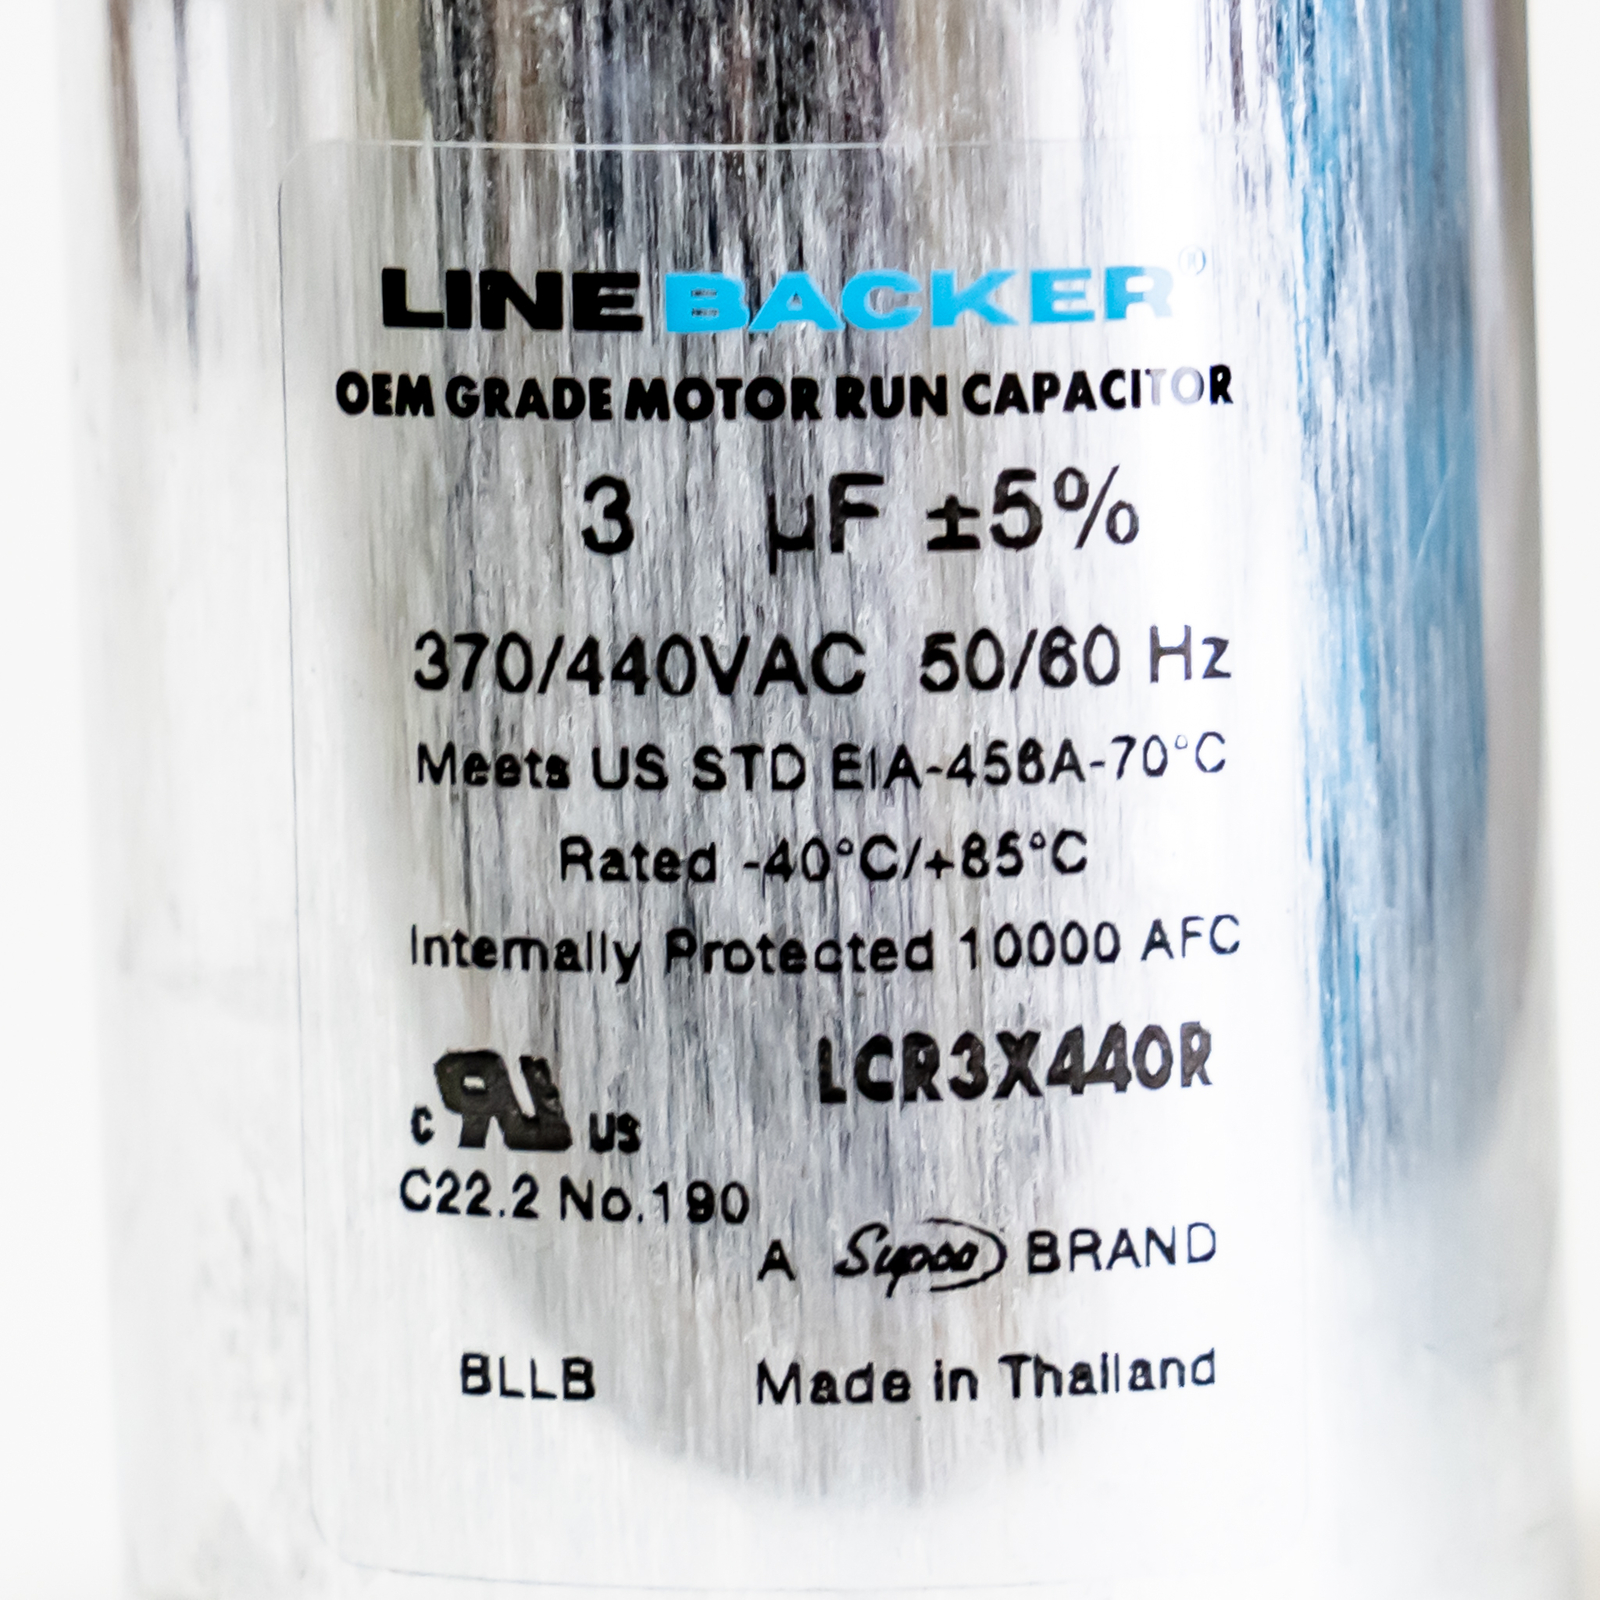 LINEBACKER®
OEM GRADE MOTOR RUN CAPACITOR
3 µF ±5%
370/440VAC 50/60 Hz
Meets US STD EIA-456A-70°C
Rated -40°C/+85°C
Internally Protected 10000 AFC
LCR3X440R
c RU US
C22.2 No.190
A Supco BRAND
BLLB Made in Thailand